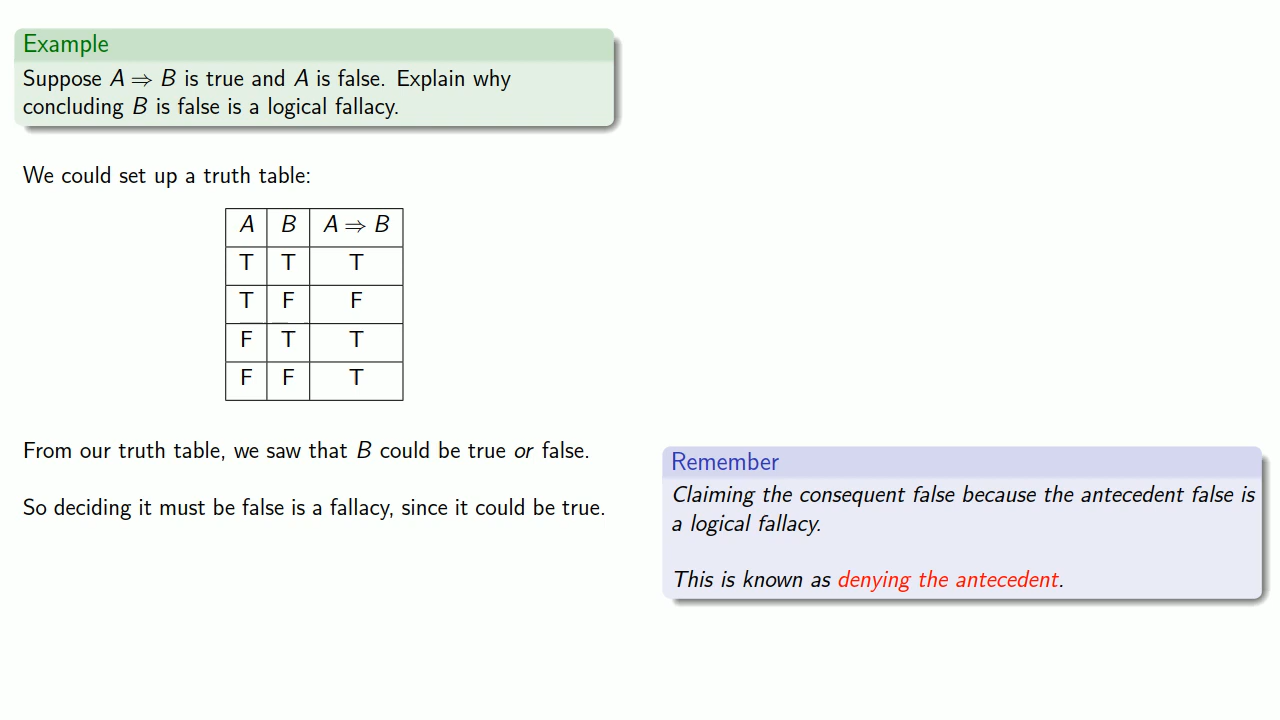 Example
Suppose A ⇒ B is true and A is false. Explain why
concluding B is false is a logical fallacy.
We could set up a truth table:
A B A ⇒ B
T T T
T F F
F T T
F F T
From our truth table, we saw that B could be true or false.
So deciding it must be false is a fallacy, since it could be true.
Remember
Claiming the consequent false because the antecedent false is
a logical fallacy.
This is known as denying the antecedent.